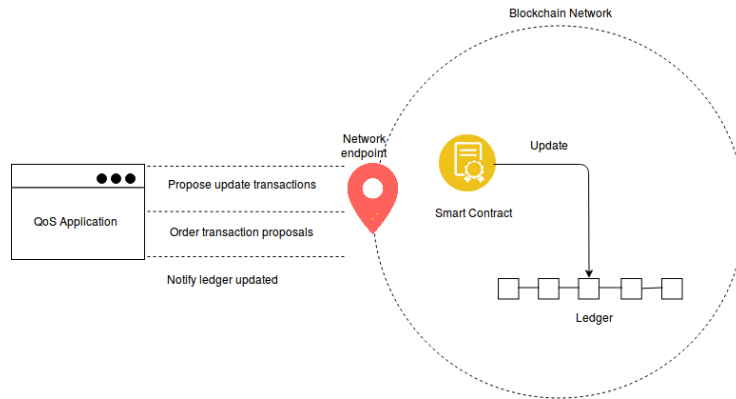 Blockchain Network
Network
endpoint
Update
Propose update transactions
QoS Application
Smart Contract
Order transaction proposals
Notify ledger updated
Ledger